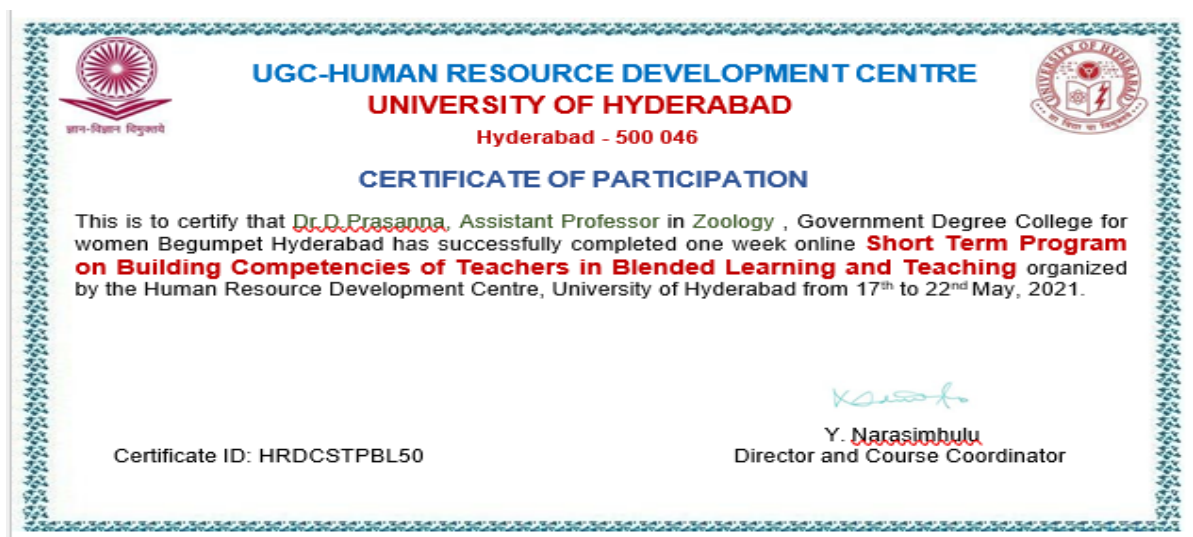 UGC-HUMAN RESOURCE DEVELOPMENT CENTRE
UNIVERSITY OF HYDERABAD
Hyderabad - 500 046
ज्ञान-विज्ञान विमुक्तये
UNIVERSITY OF HYDERABAD
सा विद्या या विमुक्तये
CERTIFICATE OF PARTICIPATION
This is to certify that Dr.D.Prasanna, Assistant Professor in Zoology , Government Degree College for
women Begumpet Hyderabad has successfully completed one week online Short Term Program
on Building Competencies of Teachers in Blended Learning and Teaching organized
by the Human Resource Development Centre, University of Hyderabad from 17th to 22nd May, 2021.
Y. Narasimhulu
Certificate ID: HRDCSTPBL50
Director and Course Coordinator